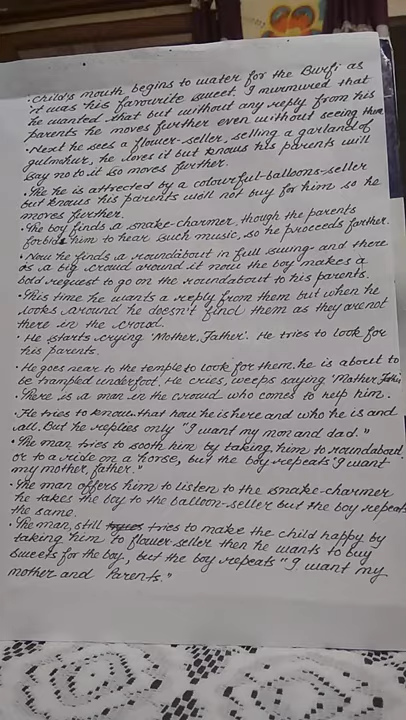 • Child's mouth begins to water for the Burfi as
it was his favourite sweet. I murmured that
he wanted that but without any reply from his
parents he moves further even without seeing them
• Next he sees a flower-seller, selling a garland of
gulmohur, he loves it but knows his parents will
say no to it so moves further.
• The he is attracted by a colourful-balloons-seller
but knows his parents will not buy for him so he
moves further.
• The boy finds a snake-charmer, though the parents
forbids him to hear such music, so he proceeds farther.
• Now he finds a roundabout in full swing and there
is a big crowd around it now the boy makes a
bold request to go on the roundabout to his parents.
• This time he wants a reply from them but when he
looks around he doesn't find them as they are not
there in the crowd.
• He starts crying 'Mother, Father'. He tries to look for
his parents.
• He goes near to the temple to look for them, he is about to
be trampled underfoot. He cries, weeps saying 'Mother, Father'
• There is a man in the crowd who comes to help him.
• He tries to know that how he is here and who he is and
all. But he replies only "I want my mom and dad."
• The man tries to sooth him by taking him to roundabout
or to a ride on a horse, but the boy repeats "I want
my mother, father."
• The man offers him to listen to the snake-charmer
he takes the boy to the balloon-seller but the boy repeats
the same.
• The man, still tries to make the child happy by
taking him to flower seller then he wants to buy
sweets for the boy, but the boy repeats "I want my
mother and Parents."